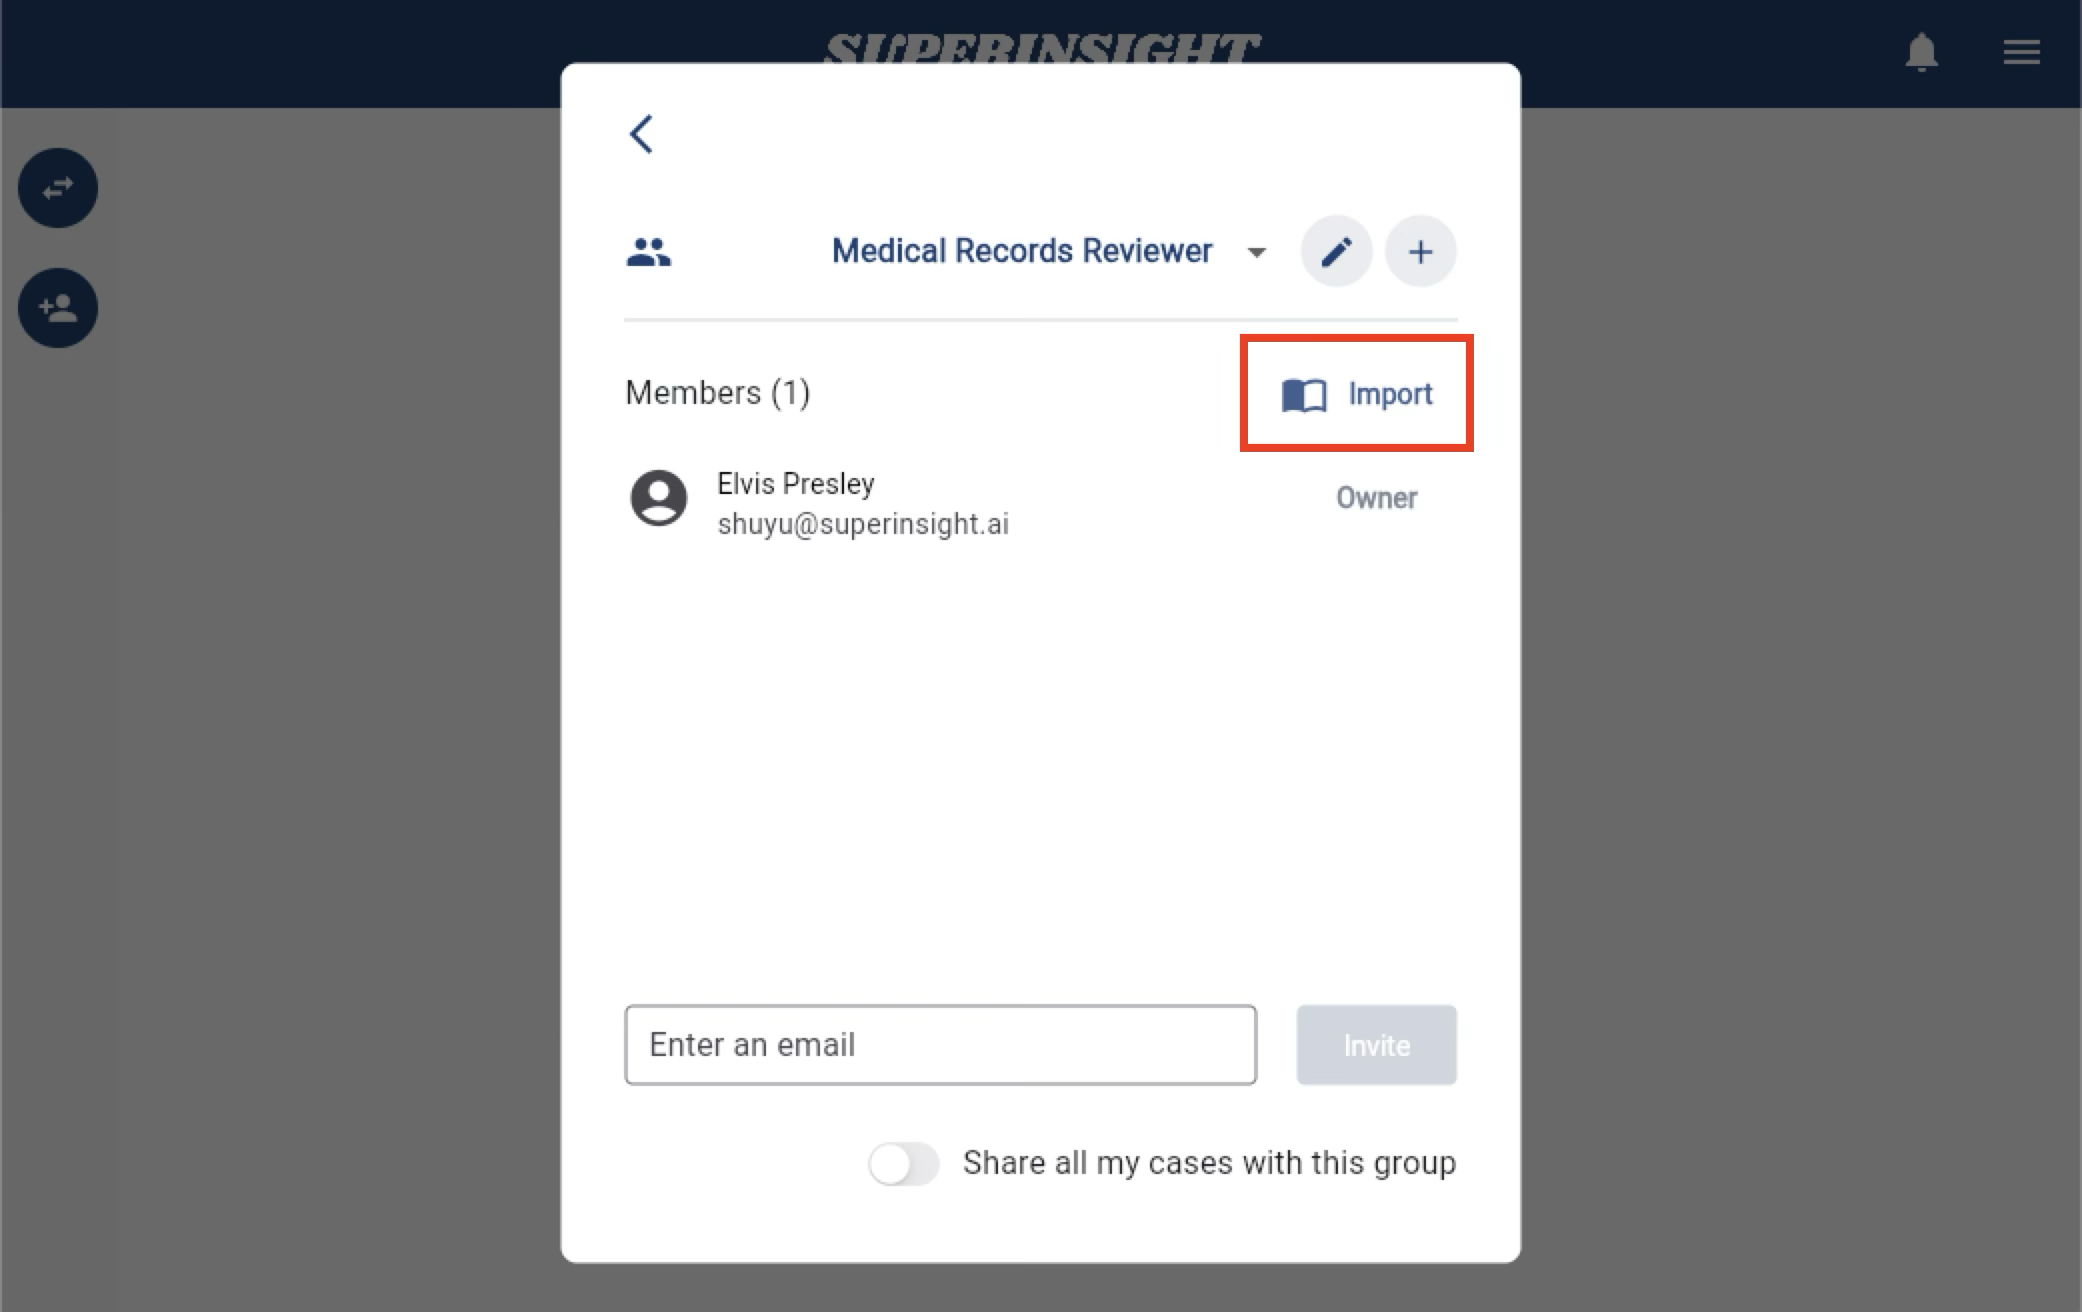 SUPERINSIGHT
Medical Records Reviewer
Members (1)
Import
Elvis Presley
shuyu@superinsight.ai
Owner
Enter an email
Invite
Share all my cases with this group